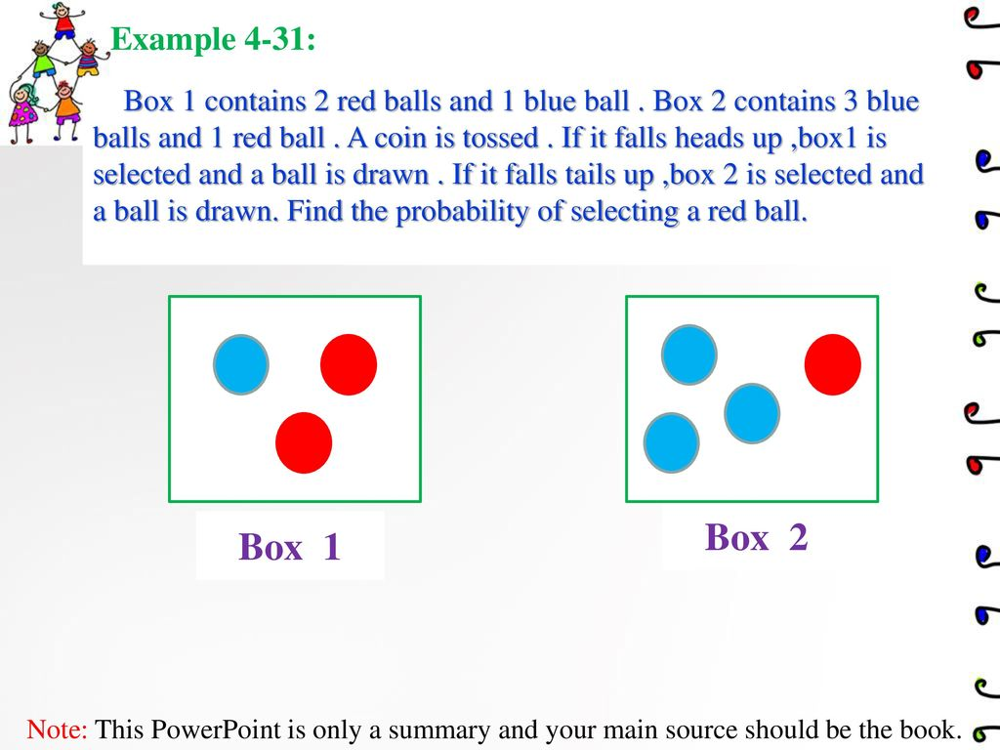 Example 4-31:
Box 1 contains 2 red balls and 1 blue ball . Box 2 contains 3 blue
balls and 1 red ball . A coin is tossed . If it falls heads up ,box1 is
selected and a ball is drawn . If it falls tails up ,box 2 is selected and
a ball is drawn. Find the probability of selecting a red ball.
Box 1
Box 2
Note: This PowerPoint is only a summary and your main source should be the book.